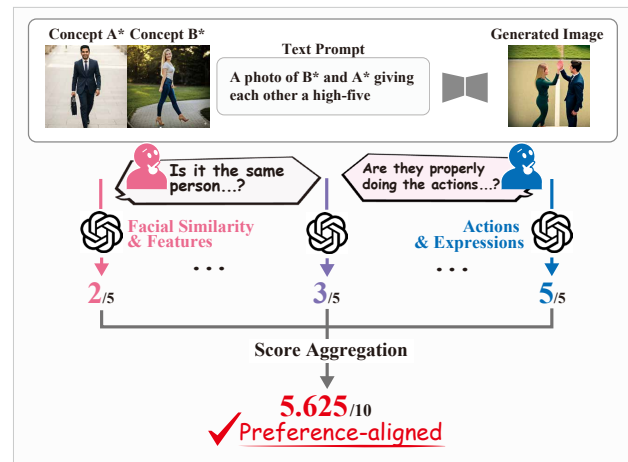 Concept A* Concept B*
Text Prompt
Generated Image
A photo of B* and A* giving
each other a high-five
Is it the same
person...?
Are they properly
doing the actions...?
Facial Similarity
& Features
Actions
& Expressions
...
...
2/5
3/5
5/5
Score Aggregation
5.625/10
Preference-aligned